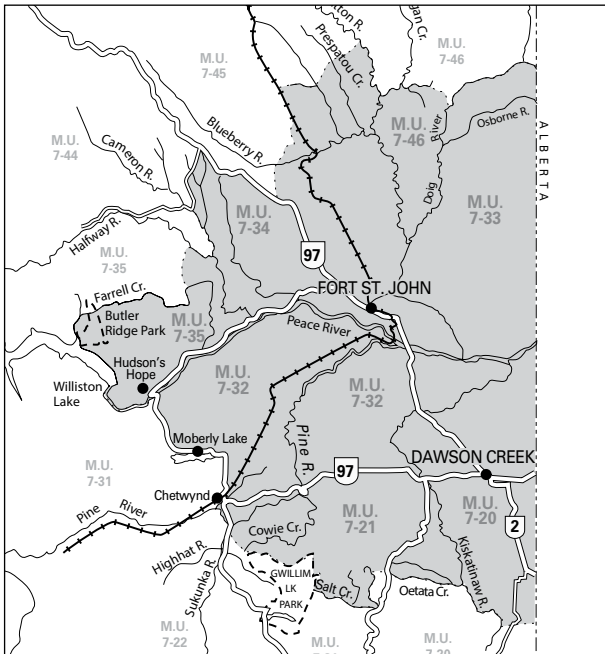 tton R.
gan Cr.
Prespatou Cr.
M.U.
7-45
M.U.
7-46
Osborne R.
M.U.
7-46
River
Doig
ALBERTA
Blueberry R.
M.U.
7-44
Cameron R.
M.U.
7-33
M.U.
7-34
Halfway R.
97
M.U.
7-35
FORT ST. JOHN
Farrell Cr.
Butler
Ridge Park
M.U.
7-35
Peace River
Hudson's
Hope
M.U.
7-32
M.U.
7-32
Williston
Lake
Moberly Lake
Pine R.
DAWSON CREEK
M.U.
7-31
97
Chetwynd
M.U.
7-21
M.U.
7-20
Pine River
2
Cowie Cr.
Kiskatinaw R.
Highhat R.
Sukunka R.
GWILLIM
LK
PARK
Salt Cr.
Oetata Cr.
M.U.
7-22
M.U.